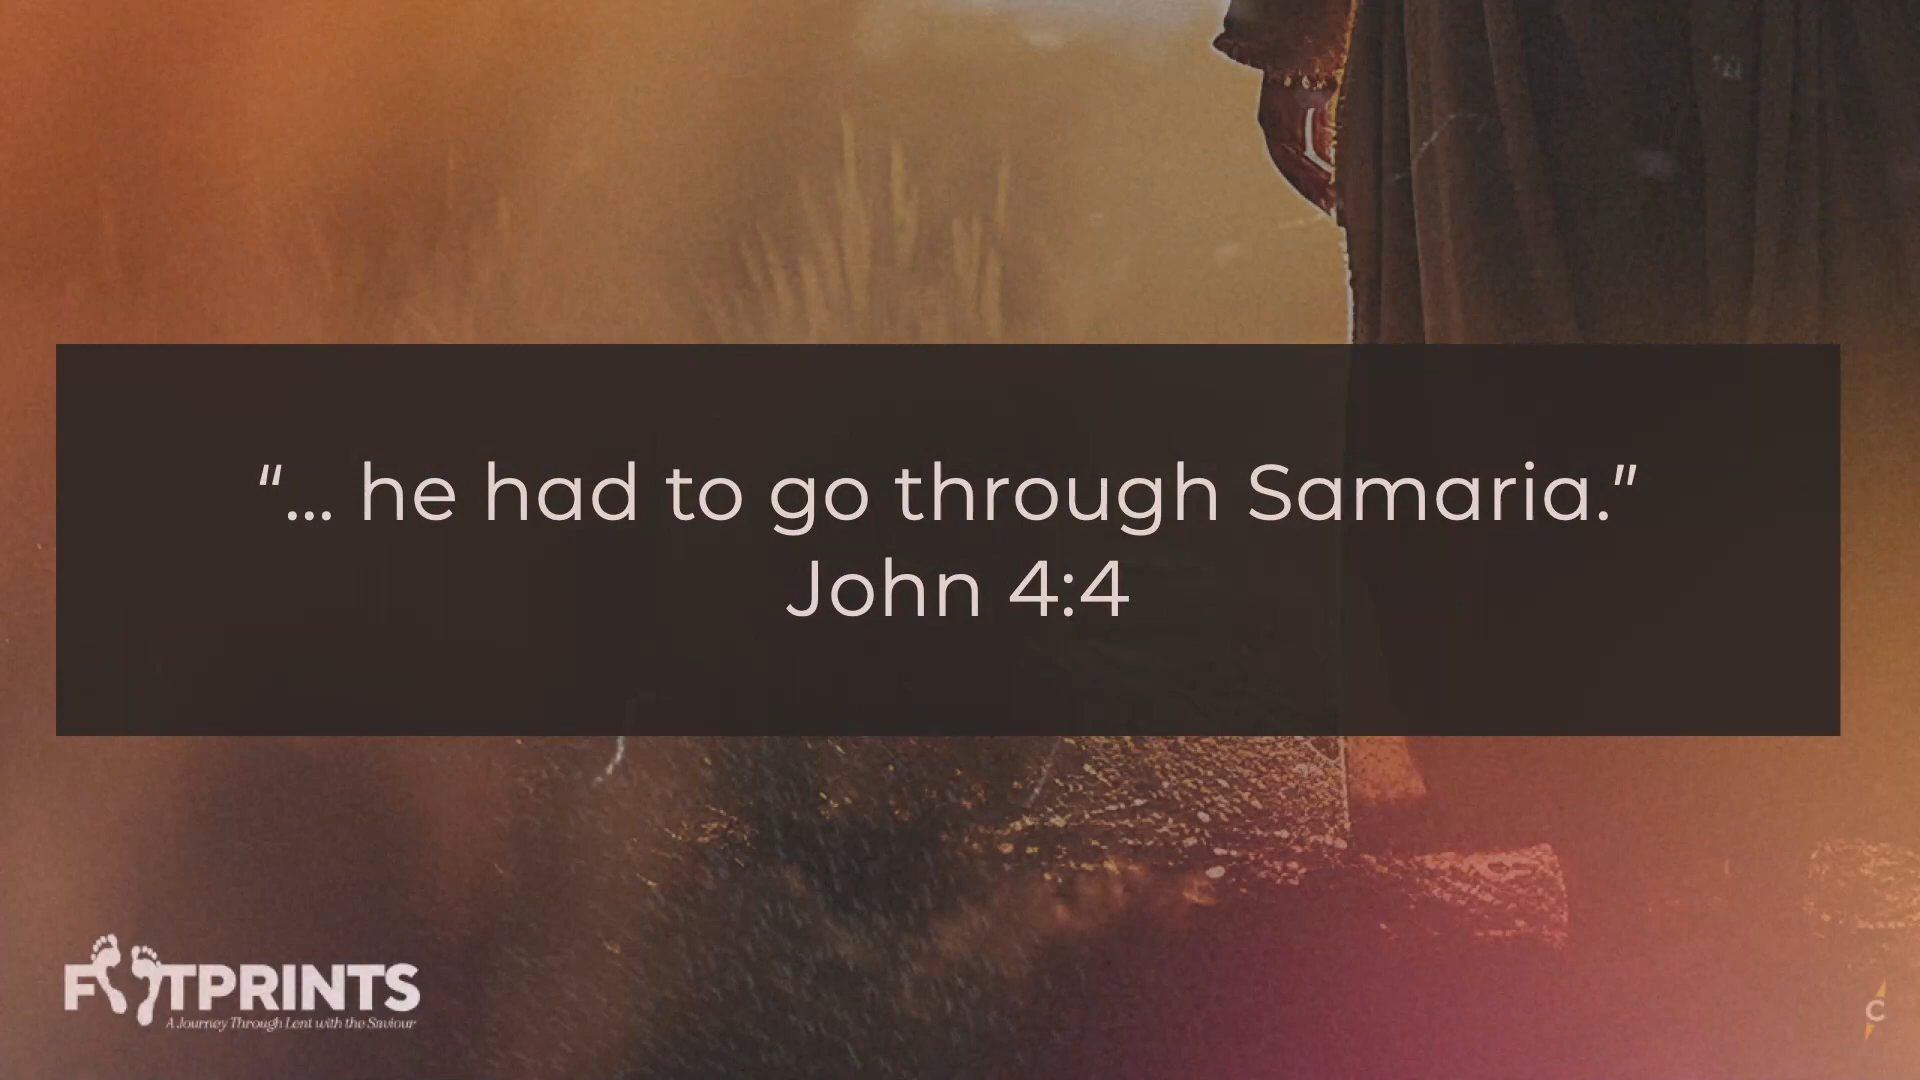 “... he had to go through Samaria.”
John 4:4
FOOTPRINTS
A Journey Through Lent with the Saviour
C